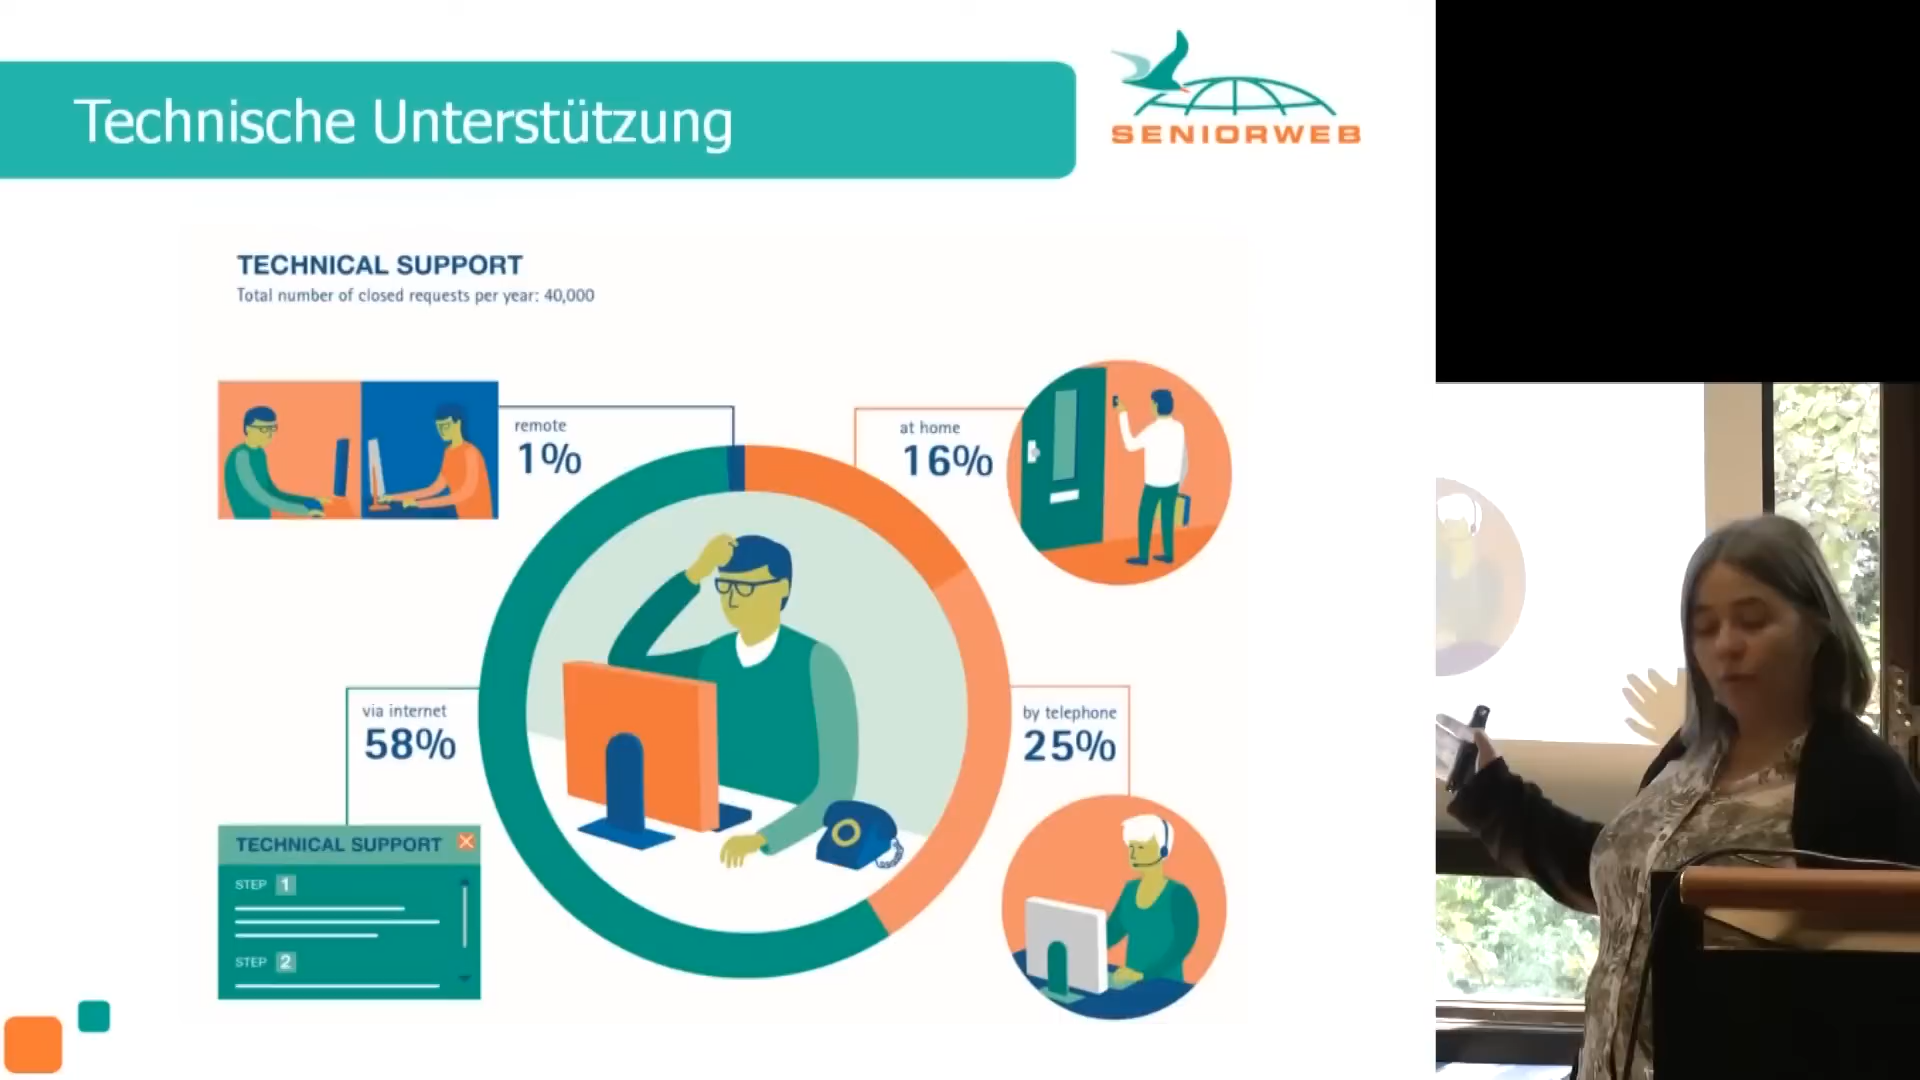 Technische Unterstützung
SENIORWEB
TECHNICAL SUPPORT
Total number of closed requests per year: 40,000
remote
1%
at home
16%
via internet
58%
by telephone
25%
TECHNICAL SUPPORT
STEP 1
STEP 2